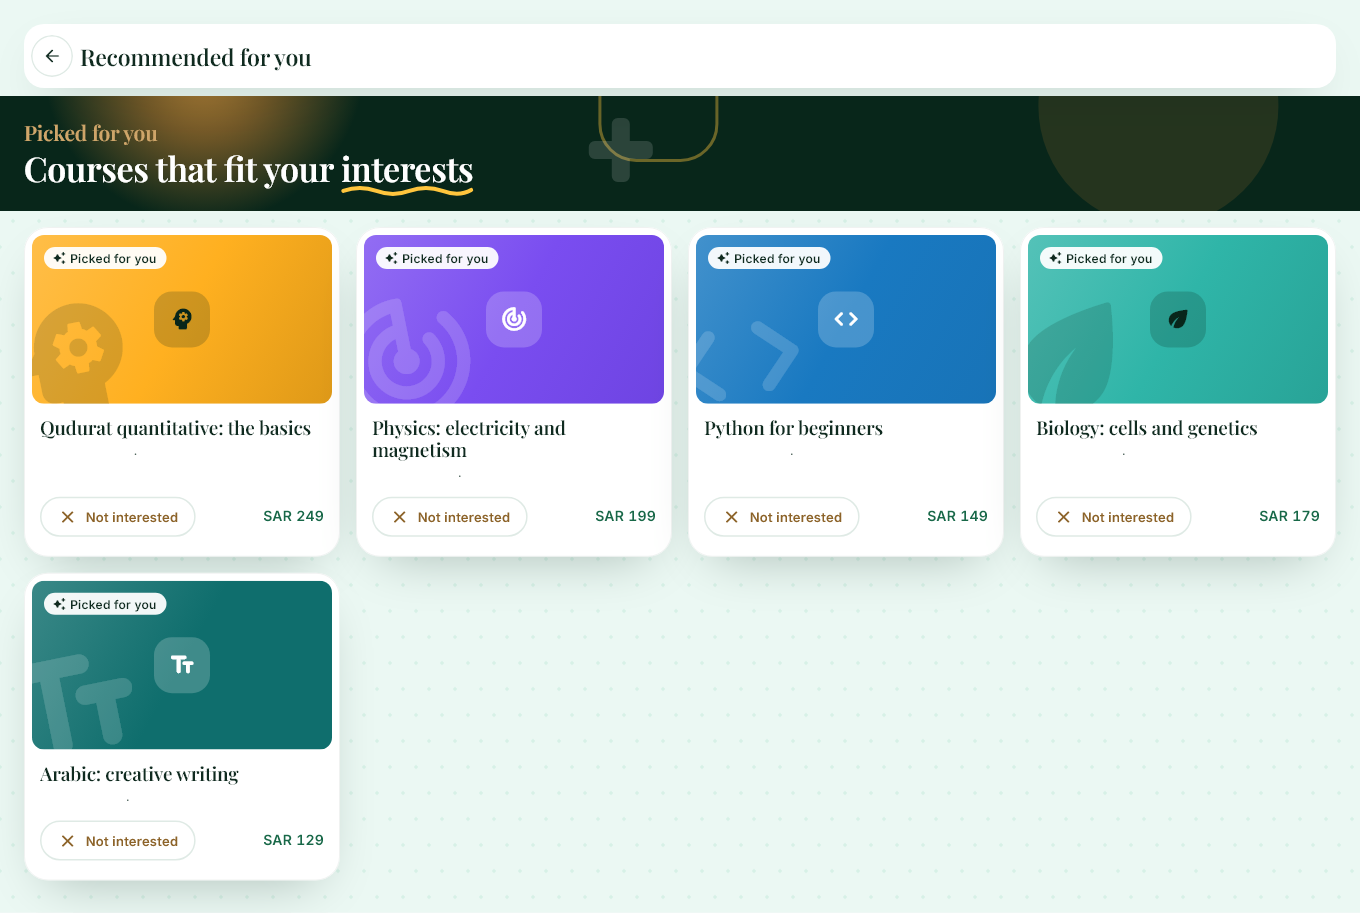 Recommended for you
Picked for you
Courses that fit your interests
Picked for you
Qudurat quantitative: the basics
·
Not interested
SAR 249
Picked for you
Physics: electricity and
magnetism
·
Not interested
SAR 199
Picked for you
Python for beginners
·
Not interested
SAR 149
Picked for you
Biology: cells and genetics
·
Not interested
SAR 179
Picked for you
Tt
Arabic: creative writing
·
Not interested
SAR 129